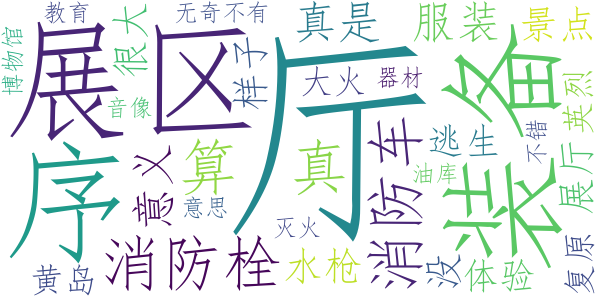 教育
无奇不有
真是
服装
景点
博物馆
很大
展
区
样子
厅
大火
器材
备
音像
英烈
序
意义
算
真
消防车
逃生
不错
油库
装
展厅
意思
灭火
黄岛
消防栓
水枪
没
体验
复原